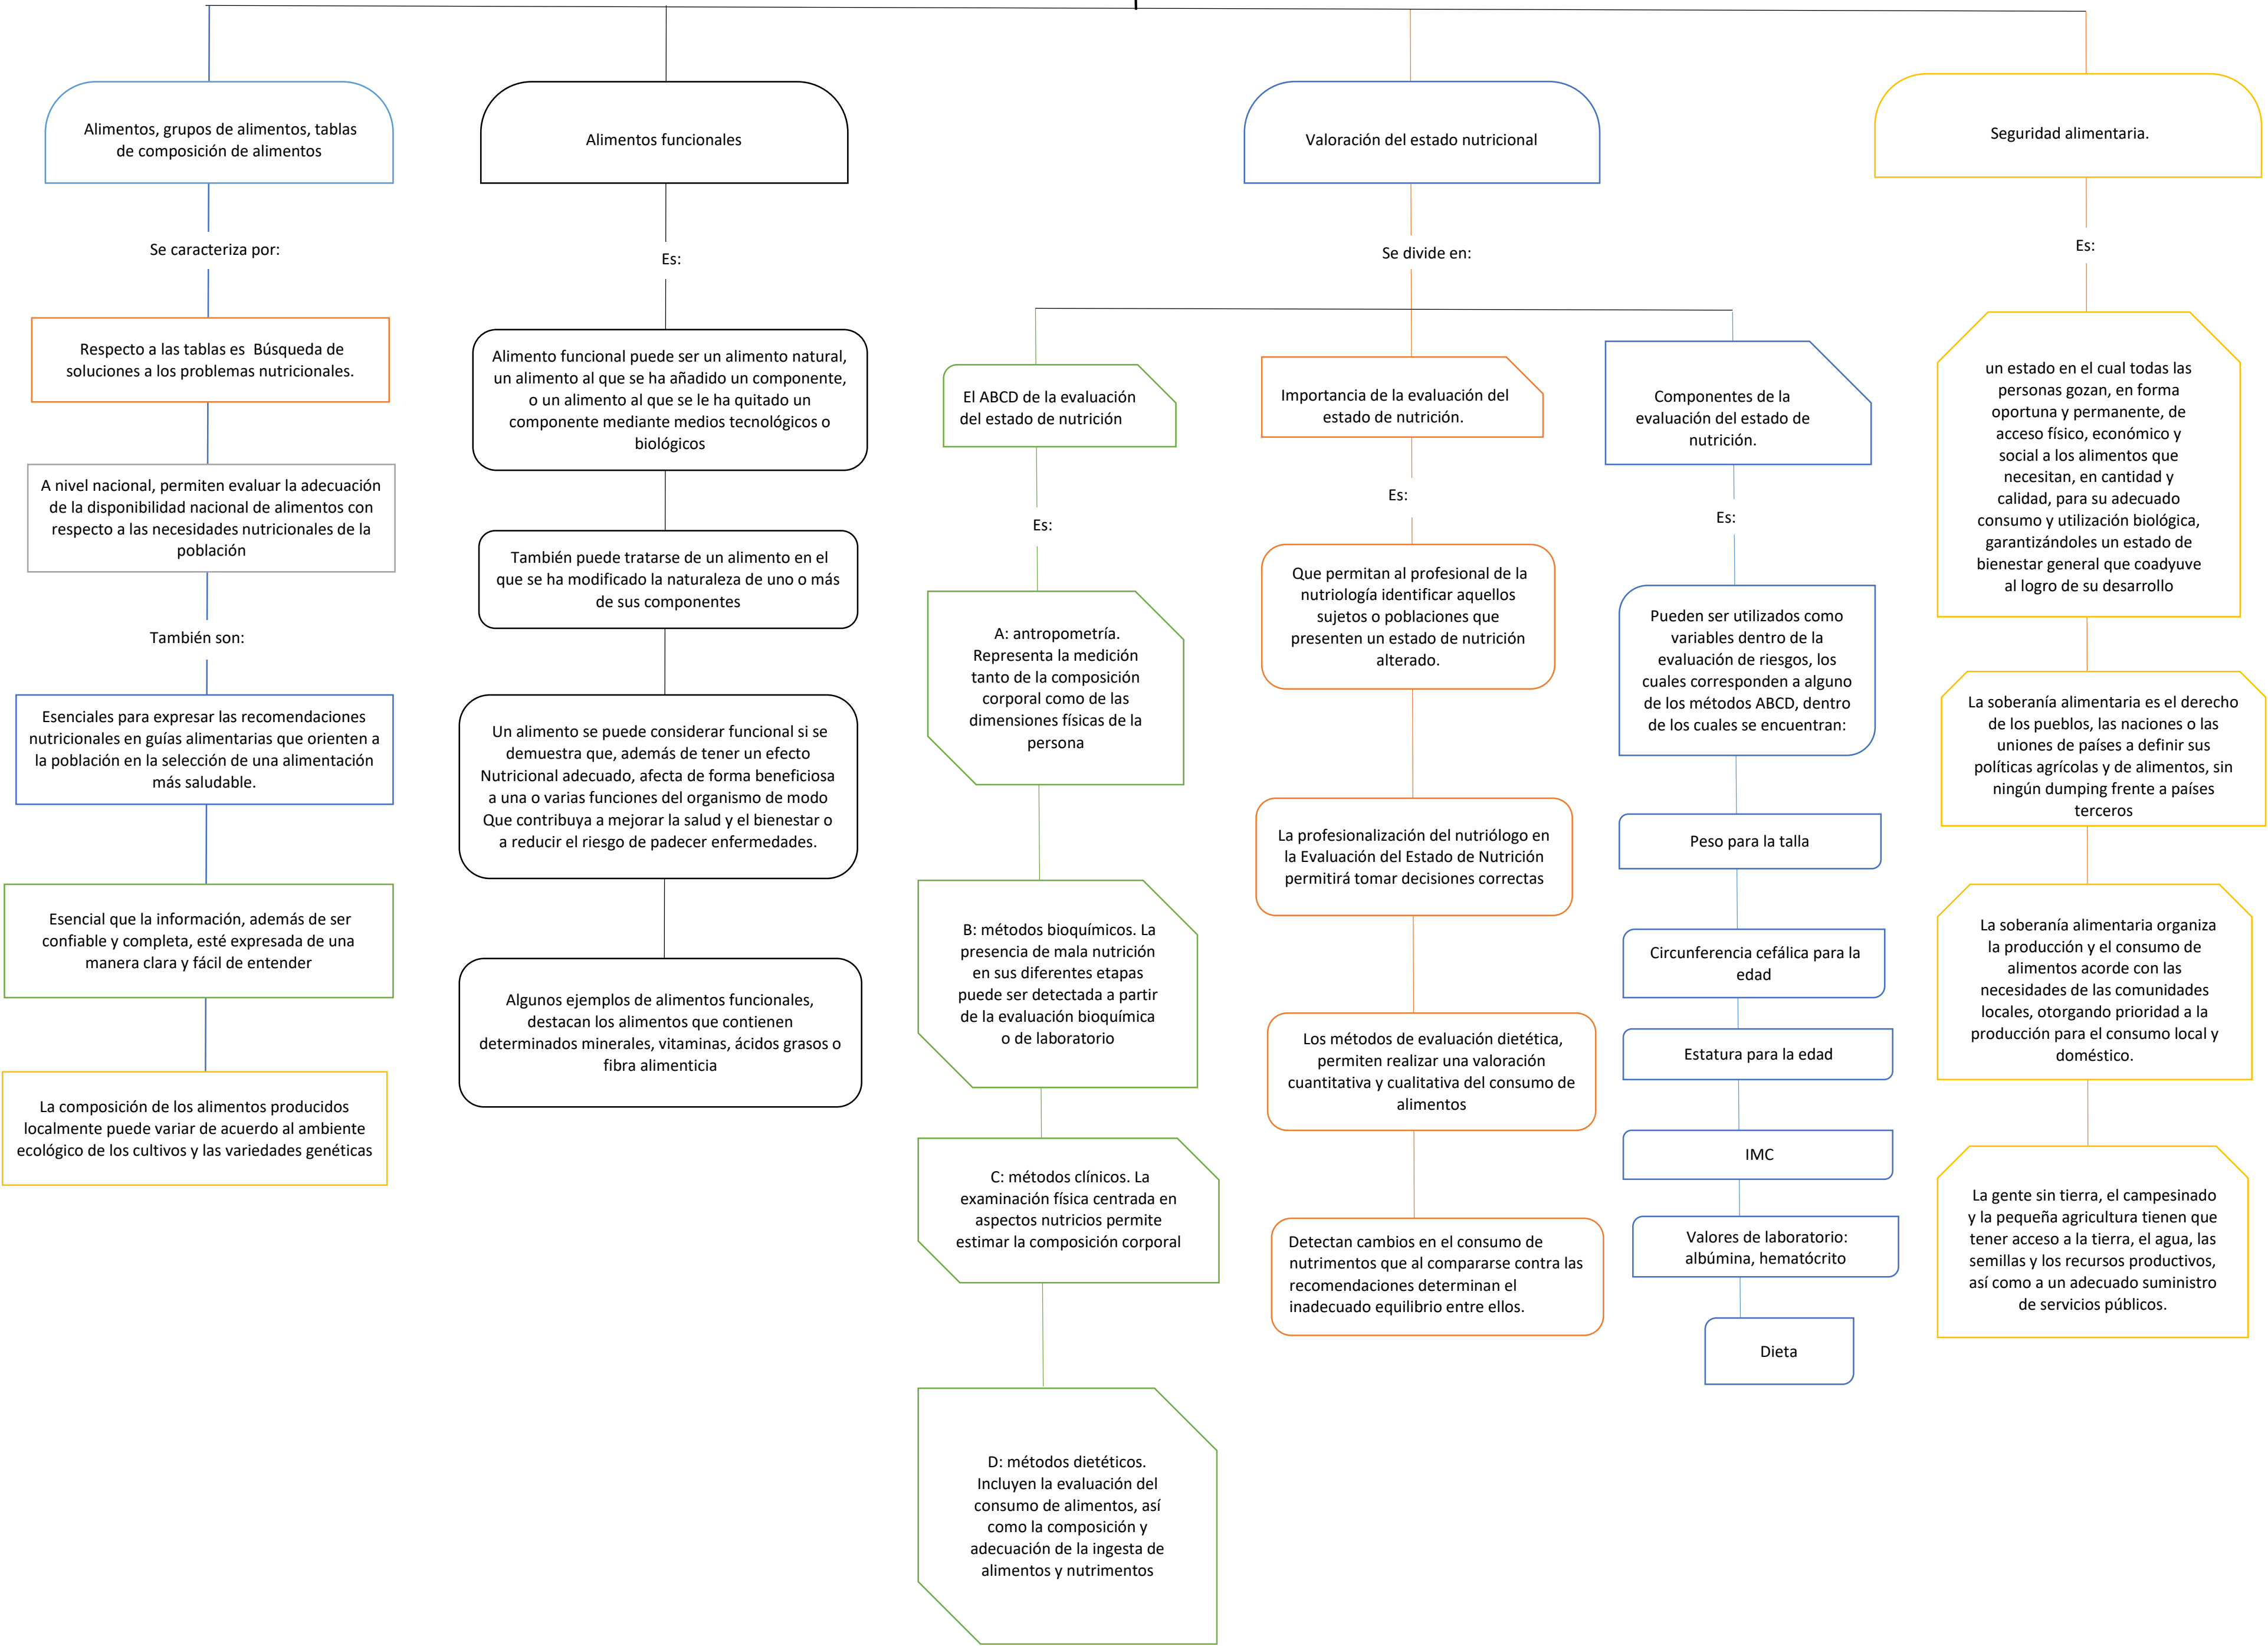 Alimentos, grupos de alimentos, tablas
de composición de alimentos
Se caracteriza por:
Respecto a las tablas es  Búsqueda de
soluciones a los problemas nutricionales.
A nivel nacional, permiten evaluar la adecuación
de la disponibilidad nacional de alimentos con
respecto a las necesidades nutricionales de la
población
También son:
Esenciales para expresar las recomendaciones
nutricionales en guías alimentarias que orienten a
la población en la selección de una alimentación
más saludable.
Esencial que la información, además de ser
confiable y completa, esté expresada de una
manera clara y fácil de entender
La composición de los alimentos producidos
localmente puede variar de acuerdo al ambiente
ecológico de los cultivos y las variedades genéticas
Alimentos funcionales
Es:
Alimento funcional puede ser un alimento natural,
un alimento al que se ha añadido un componente,
o un alimento al que se le ha quitado un
componente mediante medios tecnológicos o
biológicos
También puede tratarse de un alimento en el
que se ha modificado la naturaleza de uno o más
de sus componentes
Un alimento se puede considerar funcional si se
demuestra que, además de tener un efecto
Nutricional adecuado, afecta de forma beneficiosa
a una o varias funciones del organismo de modo
Que contribuya a mejorar la salud y el bienestar o
a reducir el riesgo de padecer enfermedades.
Algunos ejemplos de alimentos funcionales,
destacan los alimentos que contienen
determinados minerales, vitaminas, ácidos grasos o
fibra alimenticia
Valoración del estado nutricional
Se divide en:
El ABCD de la evaluación
del estado de nutrición
Es:
A: antropometría.
Representa la medición
tanto de la composición
corporal como de las
dimensiones físicas de la
persona
B: métodos bioquímicos. La
presencia de mala nutrición
en sus diferentes etapas
puede ser detectada a partir
de la evaluación bioquímica
o de laboratorio
C: métodos clínicos. La
examinación física centrada en
aspectos nutricios permite
estimar la composición corporal
D: métodos dietéticos.
Incluyen la evaluación del
consumo de alimentos, así
como la composición y
adecuación de la ingesta de
alimentos y nutrimentos
Importancia de la evaluación del
estado de nutrición.
Es:
Que permitan al profesional de la
nutriología identificar aquellos
sujetos o poblaciones que
presenten un estado de nutrición
alterado.
La profesionalización del nutriólogo en
la Evaluación del Estado de Nutrición
permitirá tomar decisiones correctas
Los métodos de evaluación dietética,
permiten realizar una valoración
cuantitativa y cualitativa del consumo de
alimentos
Detectan cambios en el consumo de
nutrimentos que al compararse contra las
recomendaciones determinan el
inadecuado equilibrio entre ellos.
Componentes de la
evaluación del estado de
nutrición.
Es:
Pueden ser utilizados como
variables dentro de la
evaluación de riesgos, los
cuales corresponden a alguno
de los métodos ABCD, dentro
de los cuales se encuentran:
Peso para la talla
Circunferencia cefálica para la
edad
Estatura para la edad
IMC
Valores de laboratorio:
albúmina, hematócrito
Dieta
Seguridad alimentaria.
Es:
un estado en el cual todas las
personas gozan, en forma
oportuna y permanente, de
acceso físico, económico y
social a los alimentos que
necesitan, en cantidad y
calidad, para su adecuado
consumo y utilización biológica,
garantizándoles un estado de
bienestar general que coadyuve
al logro de su desarrollo
La soberanía alimentaria es el derecho
de los pueblos, las naciones o las
uniones de países a definir sus
políticas agrícolas y de alimentos, sin
ningún dumping frente a países
terceros
La soberanía alimentaria organiza
la producción y el consumo de
alimentos acorde con las
necesidades de las comunidades
locales, otorgando prioridad a la
producción para el consumo local y
doméstico.
La gente sin tierra, el campesinado
y la pequeña agricultura tienen que
tener acceso a la tierra, el agua, las
semillas y los recursos productivos,
así como a un adecuado suministro
de servicios públicos.